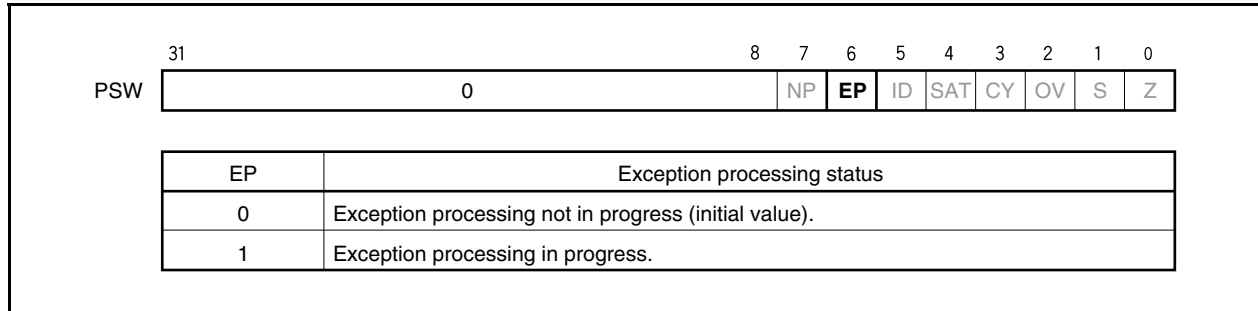 31 8 7 6 5 4 3 2 1 0
PSW 0 NP EP ID SAT CY OV S Z
EP Exception processing status
0 Exception processing not in progress (initial value).
1 Exception processing in progress.